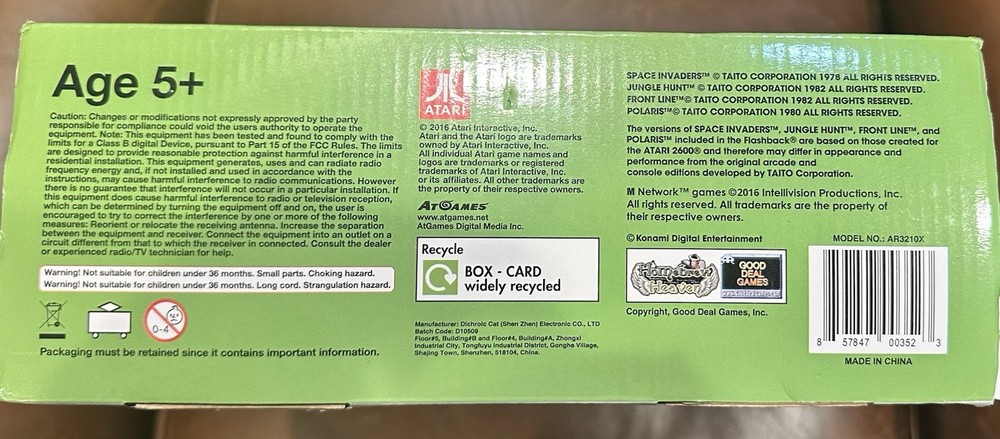 Age 5+
Caution: Changes or modifications not expressly approved by the party
responsible for compliance could void the users authority to operate the
equipment. Note: This equipment has been tested and found to comply with the
limits for a Class B digital Device, pursuant to Part 15 of the FCC Rules. The limits
are designed to provide reasonable protection against harmful interference in a
residential installation. This equipment generates, uses and can radiate radio
frequency energy and, if not installed and used in accordance with the
instructions, may cause harmful interference to radio communications. However
there is no guarantee that interference will not occur in a particular installation. If
this equipment does cause harmful interference to radio or television reception,
which can be determined by turning the equipment off and on, the user is
encouraged to try to correct the interference by one or more of the following
measures: Reorient or relocate the receiving antenna. Increase the separation
between the equipment and receiver. Connect the equipment into an outlet on a
circuit different from that to which the receiver in connected. Consult the dealer
or experienced radio/TV technician for help.
Warning! Not suitable for children under 36 months. Small parts. Choking hazard.
Warning! Not suitable for children under 36 months. Long cord. Strangulation hazard.
0-4
Packaging must be retained since it contains important information.
ATARI
© 2016 Atari Interactive, Inc.
Atari and the Atari logo are trademarks
owned by Atari Interactive, Inc.
All individual Atari game names and
logos are trademarks or registered
trademarks of Atari Interactive, Inc.
or its affiliates. All other trademarks are
the property of their respective owners.
ATGAMES
www.atgames.net
AtGames Digital Media Inc.
Recycle
BOX - CARD
widely recycled
Manufacturer: Dichroic Cat (Shen Zhen) Electronic CO., LTD
Batch Code: D10509
Floor#5, Building#B and Floor#4, Building#A, Zhongxi
Industrial City, Tongfuyu Industrial District, Gonghe Village,
Shajing Town, Shenzhen, 518104, China.
SPACE INVADERS™ © TAITO CORPORATION 1978 ALL RIGHTS RESERVED.
JUNGLE HUNT™ © TAITO CORPORATION 1982 ALL RIGHTS RESERVED.
FRONT LINE™ © TAITO CORPORATION 1982 ALL RIGHTS RESERVED.
POLARIS™ © TAITO CORPORATION 1980 ALL RIGHTS RESERVED.
The versions of SPACE INVADERS™, JUNGLE HUNT™, FRONT LINE™, and
POLARIS™ included in the Flashback® are based on those created for
the ATARI 2600® and therefore may differ in appearance and
performance from the original arcade and
console editions developed by TAITO Corporation.
M Network™ games ©2016 Intellivision Productions, Inc.
All rights reserved. All trademarks are the property of
their respective owners.
© Konami Digital Entertainment
Homebrew
Heaven
GOOD
DEAL
GAMES
Copyright, Good Deal Games, Inc.
MODEL NO.: AR3210X
8 57847 00352 3
MADE IN CHINA